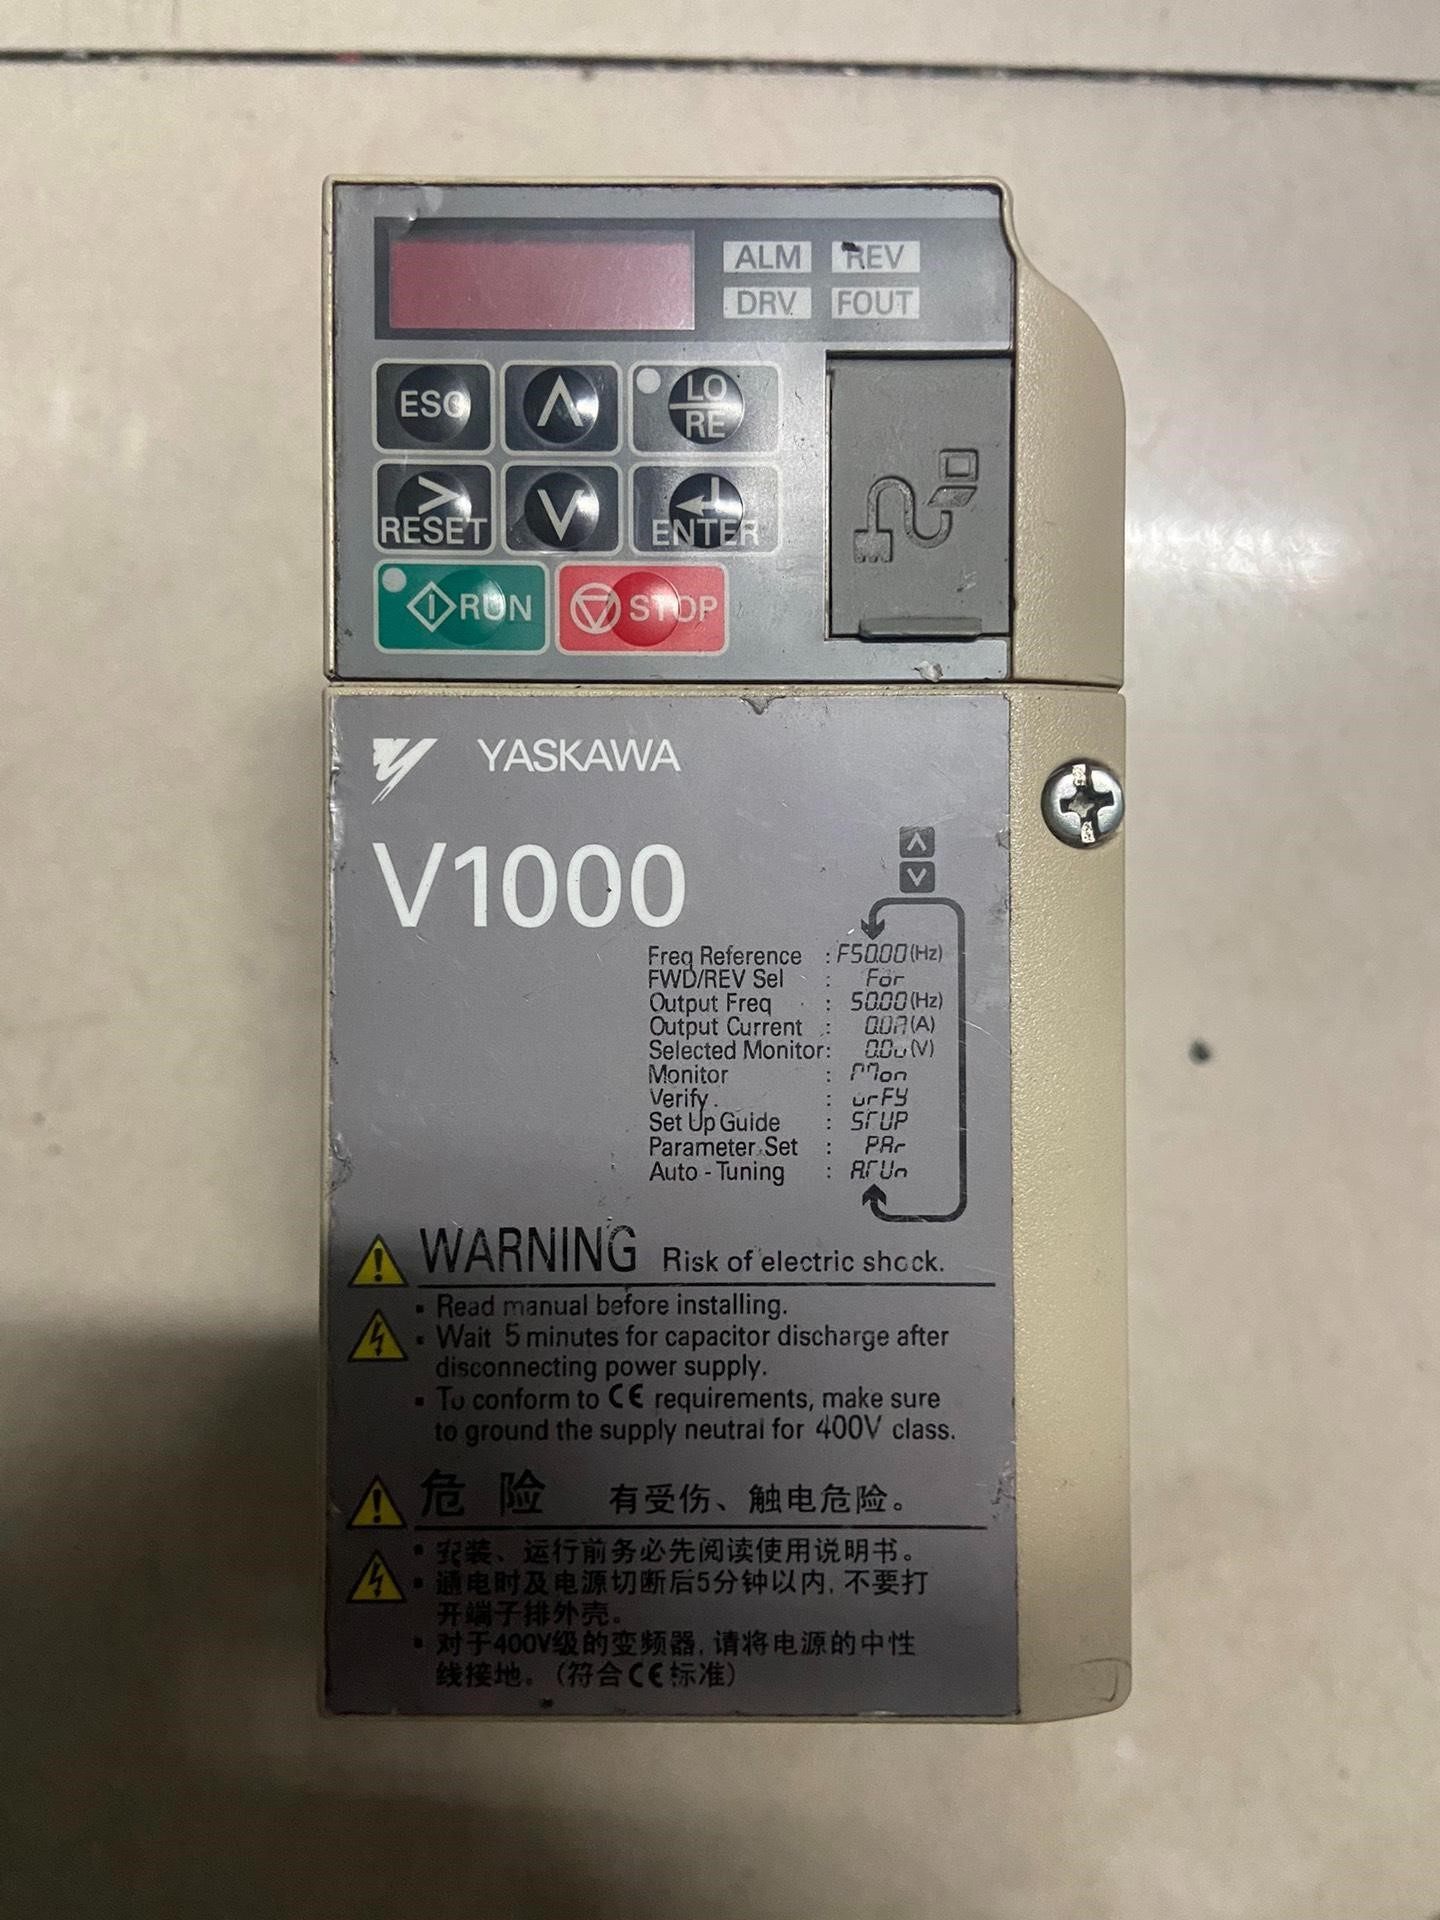 ALM REV
DRV FOUT
ESC
LO
RE
>
RESET
ENTER
RUN
STOP
YASKAWA
V1000
Freq Reference : F50.00 (Hz)
FWD/REV Sel : For
Output Freq : 50.00 (Hz)
Output Current : 0.0A (A)
Selected Monitor: 0.0v (V)
Monitor : Mon
Verify : vrFy
Set Up Guide : STUP
Parameter Set : PAr
Auto - Tuning : A.TUn
WARNING Risk of electric shock.
▪ Read manual before installing.
▪ Wait 5 minutes for capacitor discharge after
disconnecting power supply.
▪ To conform to CE requirements, make sure
to ground the supply neutral for 400V class.
危 险 有受伤、触电危险。
• 安装、运行前务必先阅读使用说明书。
• 通电时及电源切断后5分钟以内, 不要打
开端子排外壳。
• 对于400V级的变频器, 请将电源的中性
线接地。(符合CE标准)